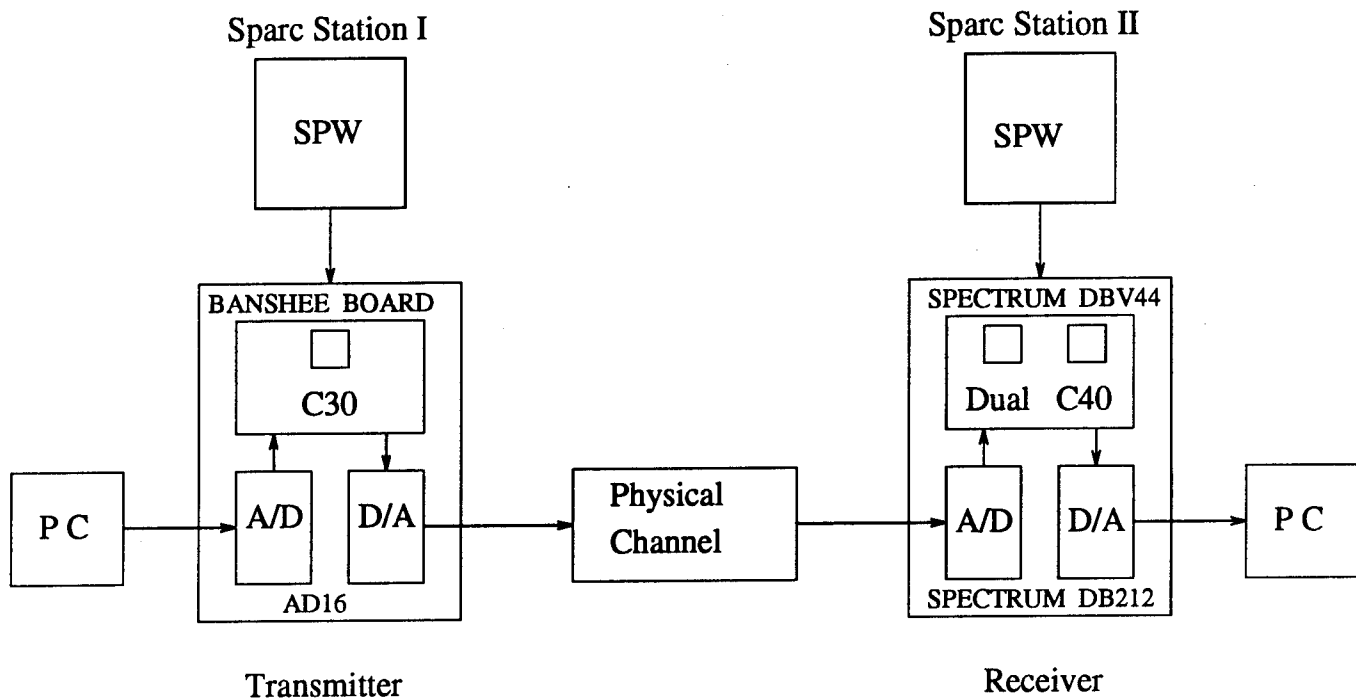 Sparc Station I
Sparc Station II
SPW
SPW
BANSHEE BOARD
SPECTRUM DBV44
C30
Dual C40
P C
A/D
D/A
Physical
Channel
A/D
D/A
P C
AD16
SPECTRUM DB212
Transmitter
Receiver